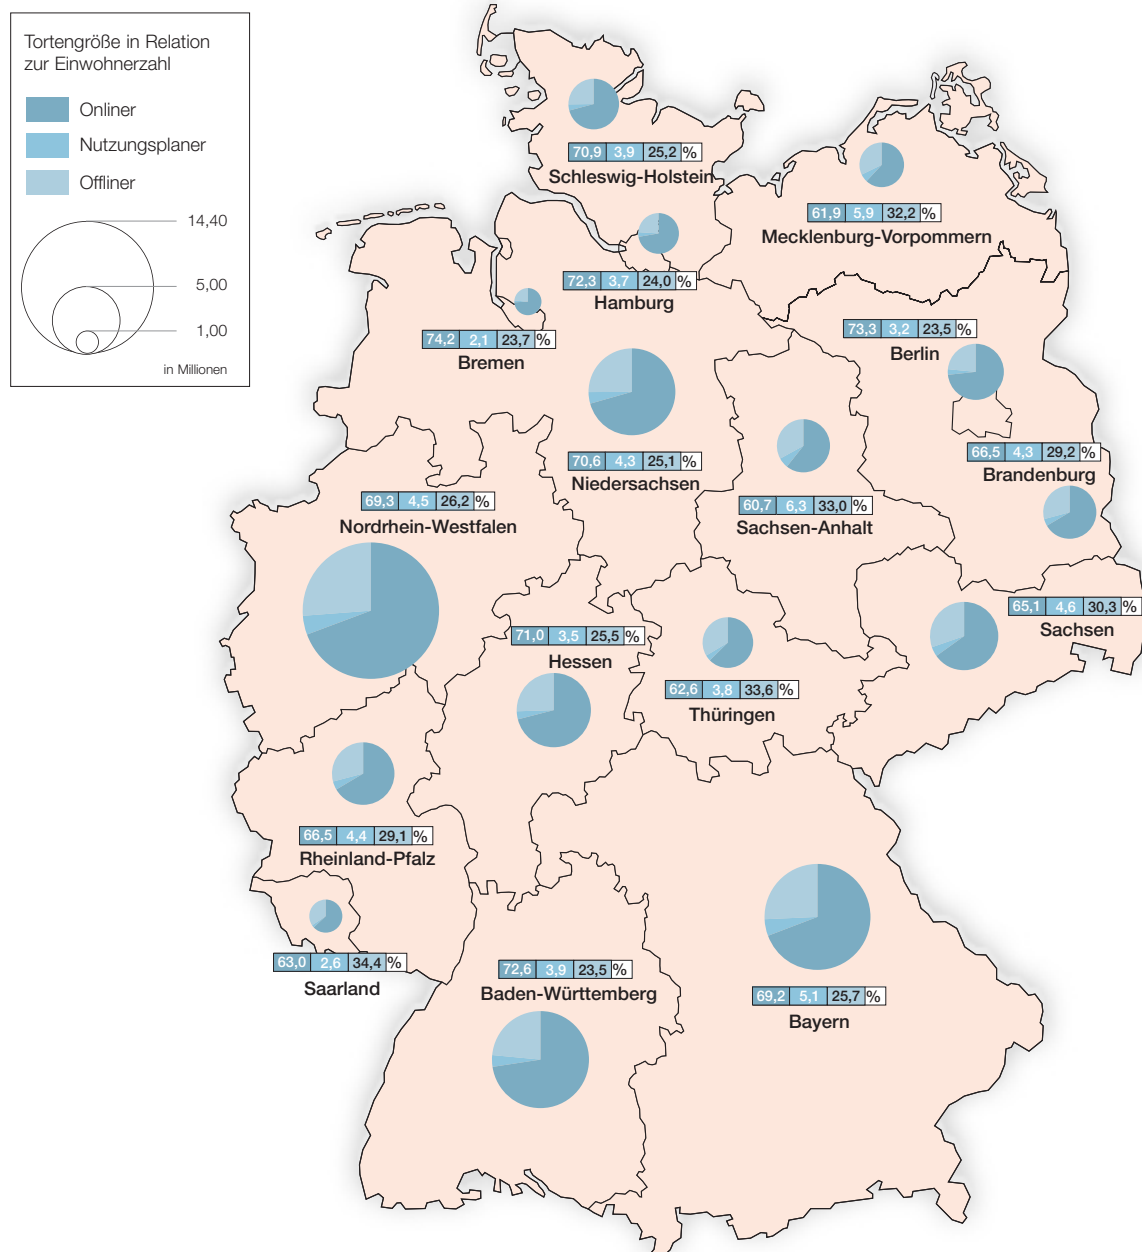 Tortengröße in Relation
zur Einwohnerzahl
Onliner
Nutzungsplaner
Offliner
14,40
5,00
1,00
in Millionen
70,9 3,9 25,2 %
Schleswig-Holstein
61,9 5,9 32,2 %
Mecklenburg-Vorpommern
72,3 3,7 24,0 %
Hamburg
74,2 2,1 23,7 %
Bremen
73,3 3,2 23,5 %
Berlin
70,6 4,3 25,1 %
Niedersachsen
66,5 4,3 29,2 %
Brandenburg
69,3 4,5 26,2 %
Nordrhein-Westfalen
60,7 6,3 33,0 %
Sachsen-Anhalt
65,1 4,6 30,3 %
Sachsen
71,0 3,5 25,5 %
Hessen
62,6 3,8 33,6 %
Thüringen
66,5 4,4 29,1 %
Rheinland-Pfalz
63,0 2,6 34,4 %
Saarland
72,6 3,9 23,5 %
Baden-Württemberg
69,2 5,1 25,7 %
Bayern